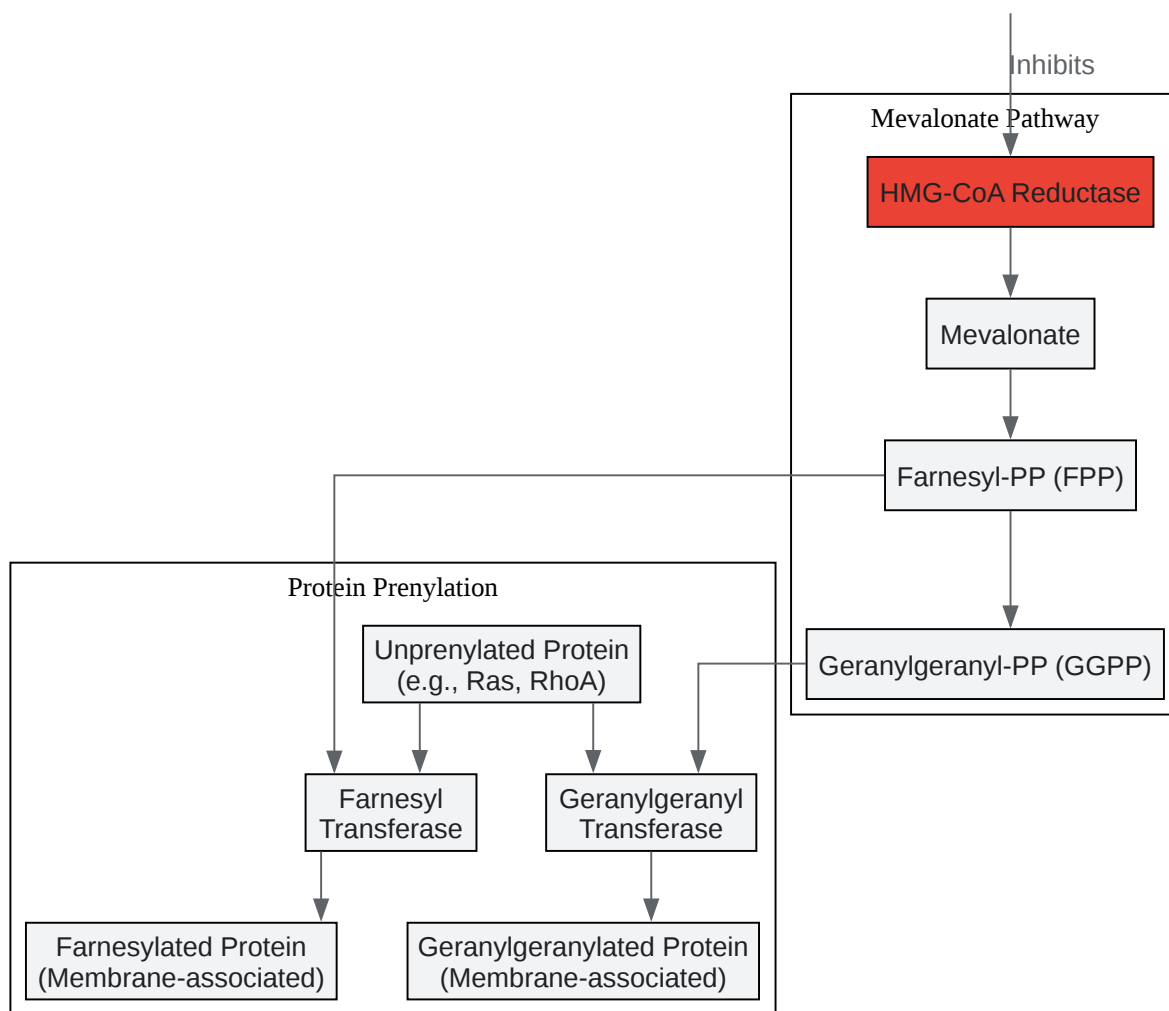 Inhibits
Mevalonate Pathway
HMG-CoA Reductase
Mevalonate
Farnesyl-PP (FPP)
Geranylgeranyl-PP (GGPP)
Protein Prenylation
Unprenylated Protein
(e.g., Ras, RhoA)
Farnesyl
Transferase
Geranylgeranyl
Transferase
Farnesylated Protein
(Membrane-associated)
Geranylgeranylated Protein
(Membrane-associated)